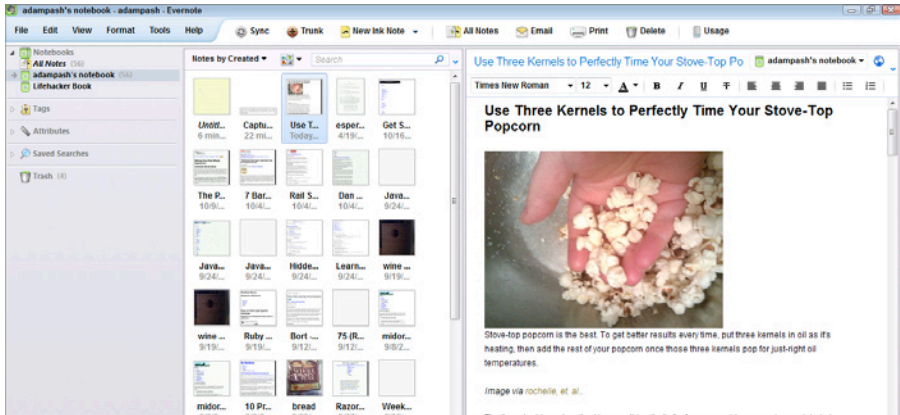 adampash's notebook - adampash - Evernote
File Edit View Format Tools Help Sync Trunk New Ink Note All Notes Email Print Delete Usage
Notebooks
All Notes (56)
adampash's notebook (56)
Lifehacker Book
Tags
Attributes
Saved Searches
Trash (4)
Notes by Created Search
Untitl... Captu... Use T... esper... Get S...
6 min... 22 mi... Today... 4/19/... 10/16...
The P... 7 Bar... Rail S... Dan ... Java...
10/9/... 10/4/... 10/4/... 10/4/... 9/24/...
Java... Java... Hidde... Learn... wine ...
9/24/... 9/24/... 9/24/... 9/24/... 9/19/...
wine ... Ruby ... Bort -... 75 (R... midor...
9/19/... 9/19/... 9/12/... 9/12/... 9/8/2...
midor... 10 Pr... bread Razor... Week...
Use Three Kernels to Perfectly Time Your Stove-Top Po adampash's notebook
Times New Roman 12 A B I U T
Use Three Kernels to Perfectly Time Your Stove-Top
Popcorn
Stove-top popcorn is the best. To get better results every time, put three kernels in oil as it's
heating, then add the rest of your popcorn once those three kernels pop for just-right oil
temperatures.
Image via rochelle, et. al..